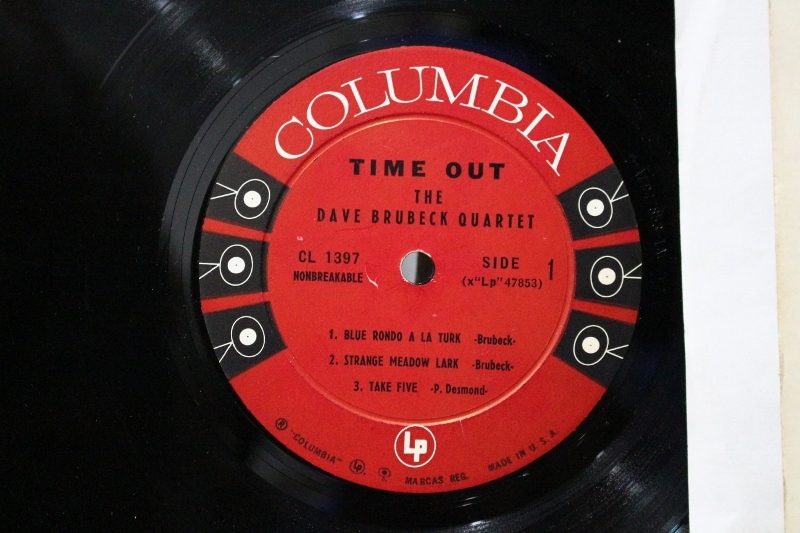 COLUMBIA
TIME OUT
THE
DAVE BRUBECK QUARTET
CL 1397
NONBREAKABLE
SIDE 1
(x"Lp"47853)
1. BLUE RONDO A LA TURK -Brubeck-
2. STRANGE MEADOW LARK -Brubeck-
3. TAKE FIVE -P. Desmond-
Lp
® "COLUMBIA" Lp MARCAS REG. MADE IN U. S. A.